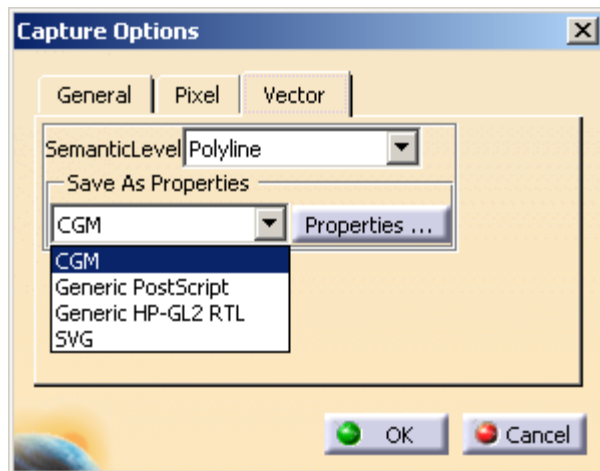 Capture Options
General Pixel Vector
SemanticLevel Polyline
Save As Properties
CGM Properties ...
CGM
Generic PostScript
Generic HP-GL2 RTL
SVG
OK Cancel